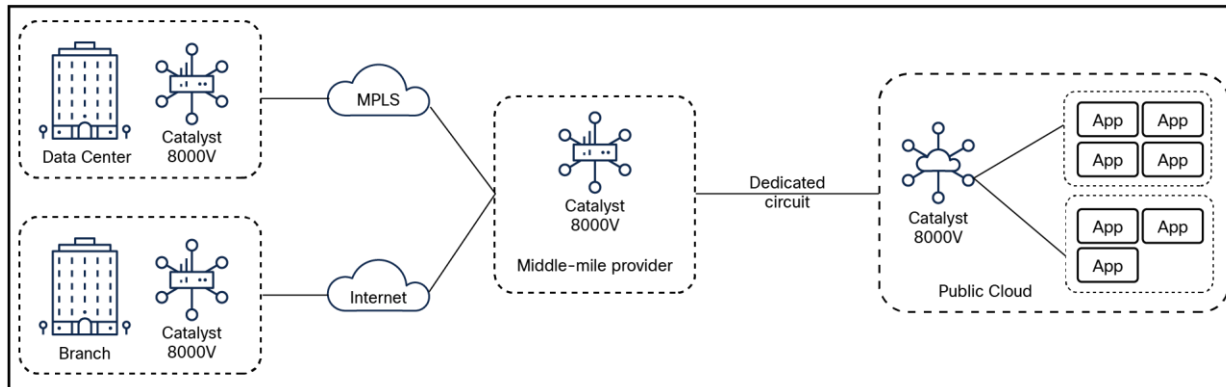 Data Center
Catalyst
8000V
MPLS
Branch
Catalyst
8000V
Internet
Catalyst
8000V
Middle-mile provider
Dedicated
circuit
Catalyst
8000V
Public Cloud
App App
App App
App App
App